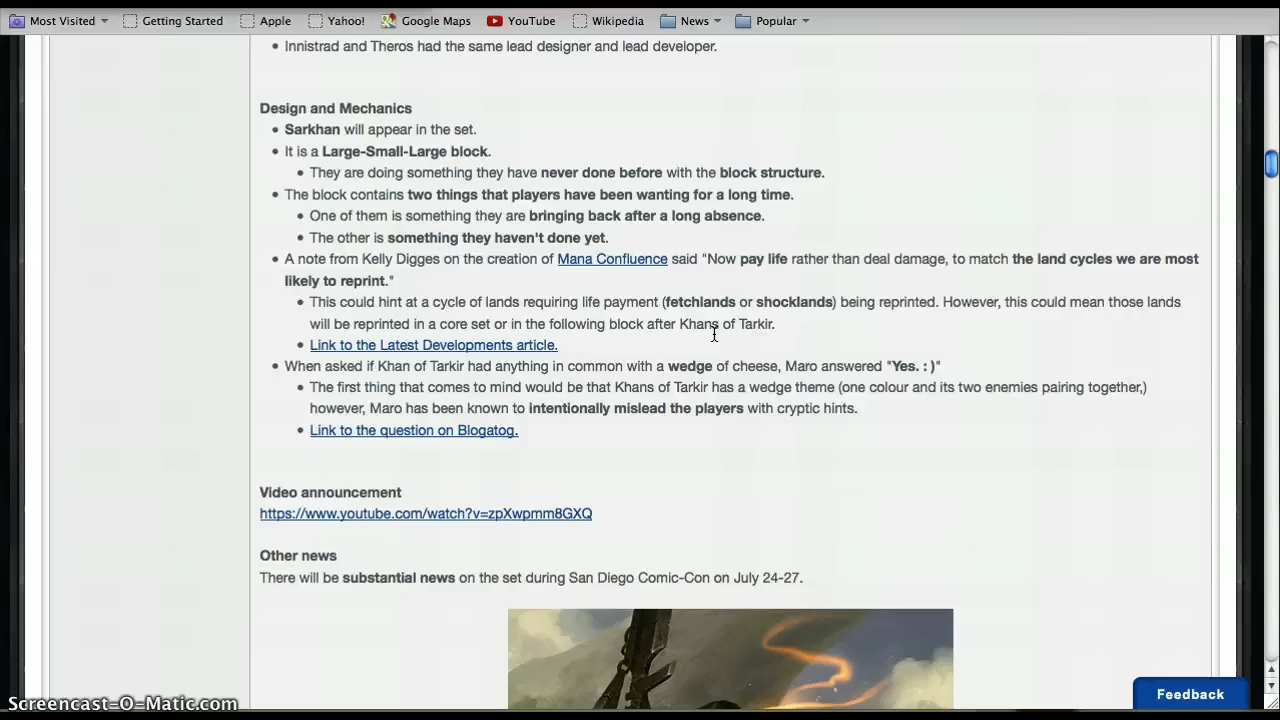 Most Visited Getting Started Apple Yahoo! Google Maps YouTube Wikipedia News Popular
Innistrad and Theros had the same lead designer and lead developer.
Design and Mechanics
Sarkhan will appear in the set.
It is a Large-Small-Large block.
They are doing something they have never done before with the block structure.
The block contains two things that players have been wanting for a long time.
One of them is something they are bringing back after a long absence.
The other is something they haven't done yet.
A note from Kelly Digges on the creation of Mana Confluence said "Now pay life rather than deal damage, to match the land cycles we are most
likely to reprint."
This could hint at a cycle of lands requiring life payment (fetchlands or shocklands) being reprinted. However, this could mean those lands
will be reprinted in a core set or in the following block after Khans of Tarkir.
Link to the Latest Developments article.
When asked if Khan of Tarkir had anything in common with a wedge of cheese, Maro answered "Yes. : )"
The first thing that comes to mind would be that Khans of Tarkir has a wedge theme (one colour and its two enemies pairing together,)
however, Maro has been known to intentionally mislead the players with cryptic hints.
Link to the question on Blogatog.
Video announcement
https://www.youtube.com/watch?v=zpXwpmm8GXQ
Other news
There will be substantial news on the set during San Diego Comic-Con on July 24-27.
Feedback
Screencast-O-Matic.com